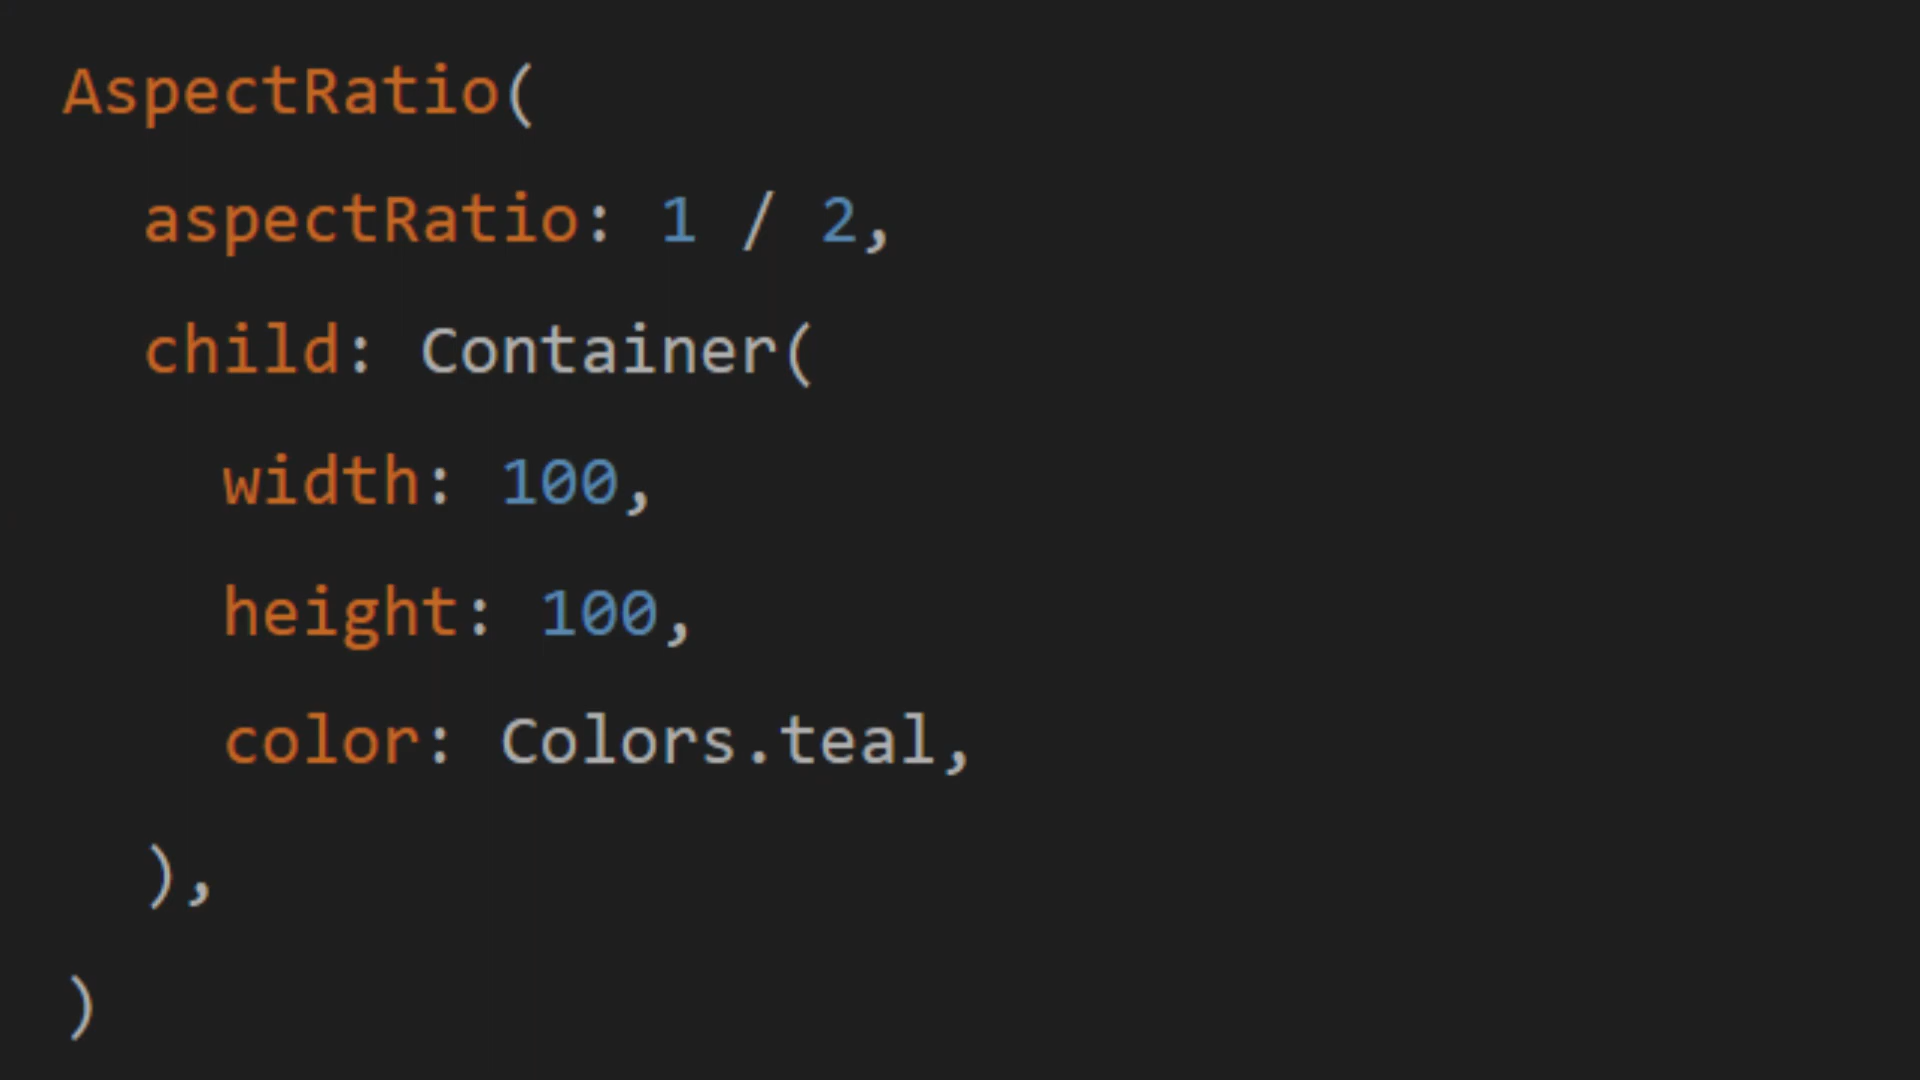 AspectRatio(
  aspectRatio: 1 / 2,
  child: Container(
    width: 100,
    height: 100,
    color: Colors.teal,
  ),
)